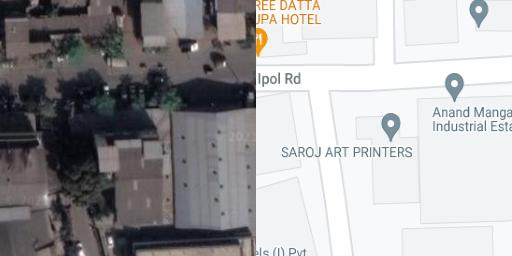 REE DATTA
UPA HOTEL
lpol Rd
Anand Manga
Industrial Esta
SAROJ ART PRINTERS
els (I) Pvt